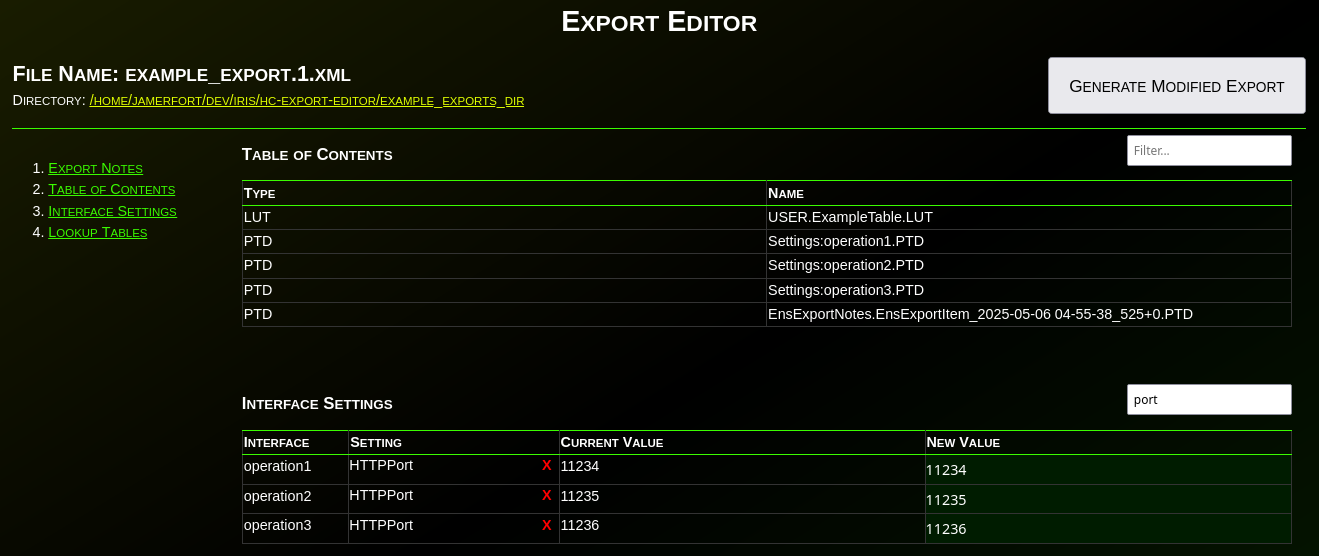 Export Editor
File Name: example_export.1.xml
Generate Modified Export
Directory: /home/jamerfort/dev/iris/hc-export-editor/example_exports_dir
1. Export Notes
2. Table of Contents
3. Interface Settings
4. Lookup Tables
Table of Contents
Filter...
Type Name
LUT USER.ExampleTable.LUT
PTD Settings:operation1.PTD
PTD Settings:operation2.PTD
PTD Settings:operation3.PTD
PTD EnsExportNotes.EnsExportItem_2025-05-06 04-55-38_525+0.PTD
Interface Settings
port
Interface Setting Current Value New Value
operation1 HTTPPort X 11234 11234
operation2 HTTPPort X 11235 11235
operation3 HTTPPort X 11236 11236